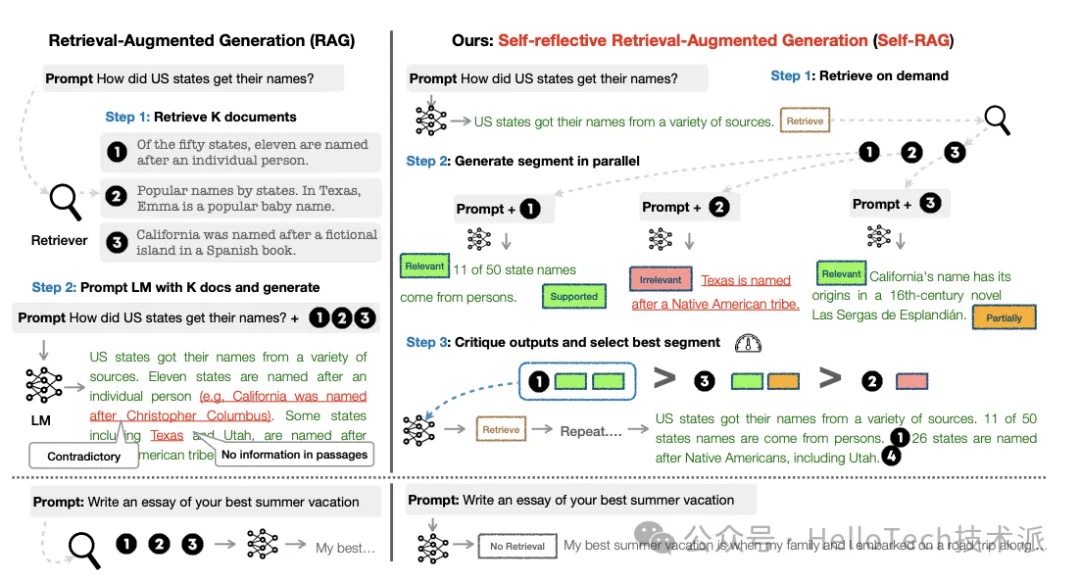 Retrieval-Augmented Generation (RAG)
Prompt How did US states get their names?
Step 1: Retrieve K documents
1 Of the fifty states, eleven are named
after an individual person.
2 Popular names by states. In Texas,
Emma is a popular baby name.
Retriever
3 California was named after a fictional
island in a Spanish book.
Step 2: Prompt LM with K docs and generate
Prompt How did US states get their names? + 1 2 3
US states got their names from a variety of
sources. Eleven states are named after an
individual person (e.g, California was named
after Christopher Columbus). Some states
including Texas and Utah, are named after
LM
Contradictory
merican tribe
No information in passages
Prompt: Write an essay of your best summer vacation
1 2 3
My best...
Ours: Self-reflective Retrieval-Augmented Generation (Self-RAG)
Prompt How did US states get their names?
Step 1: Retrieve on demand
US states got their names from a variety of sources. Retrieve
Step 2: Generate segment in parallel
1 2 3
Prompt + 1
Prompt + 2
Prompt + 3
Relevant 11 of 50 state names
come from persons. Supported
Irrelevant Texas is named
after a Native American tribe.
Relevant California's name has its
origins in a 16th-century novel
Las Sergas de Esplandián. Partially
Step 3: Critique outputs and select best segment
1 > 3 > 2
Retrieve
Repeat....
US states got their names from a variety of sources. 11 of 50
states names are come from persons. 1 26 states are named
after Native Americans, including Utah. 4
Prompt: Write an essay of your best summer vacation
No Retrieval
My best summer vacation is when my family and I embarked on a road trip along...
公众号 · HelloTech技术派